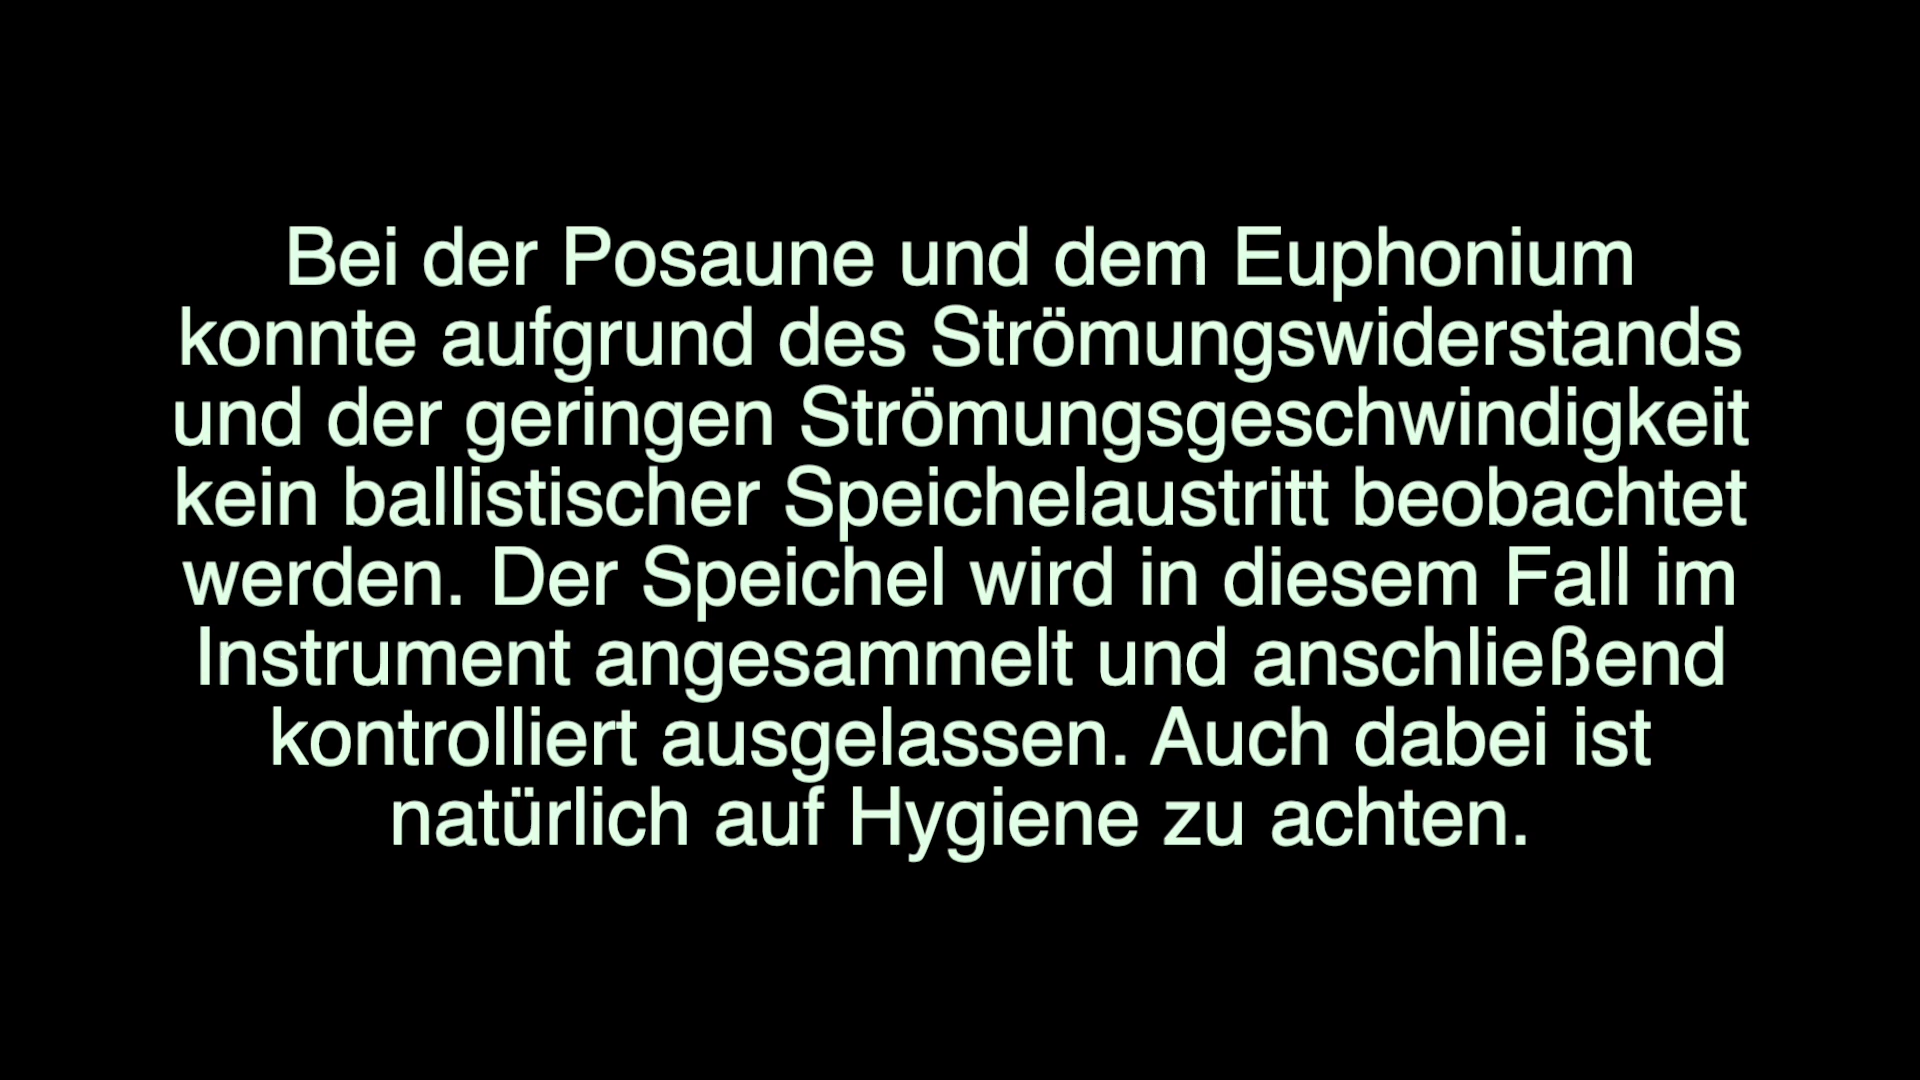 Bei der Posaune und dem Euphonium
konnte aufgrund des Strömungswiderstands
und der geringen Strömungsgeschwindigkeit
kein ballistischer Speichelaustritt beobachtet
werden. Der Speichel wird in diesem Fall im
Instrument angesammelt und anschließend
kontrolliert ausgelassen. Auch dabei ist
natürlich auf Hygiene zu achten.